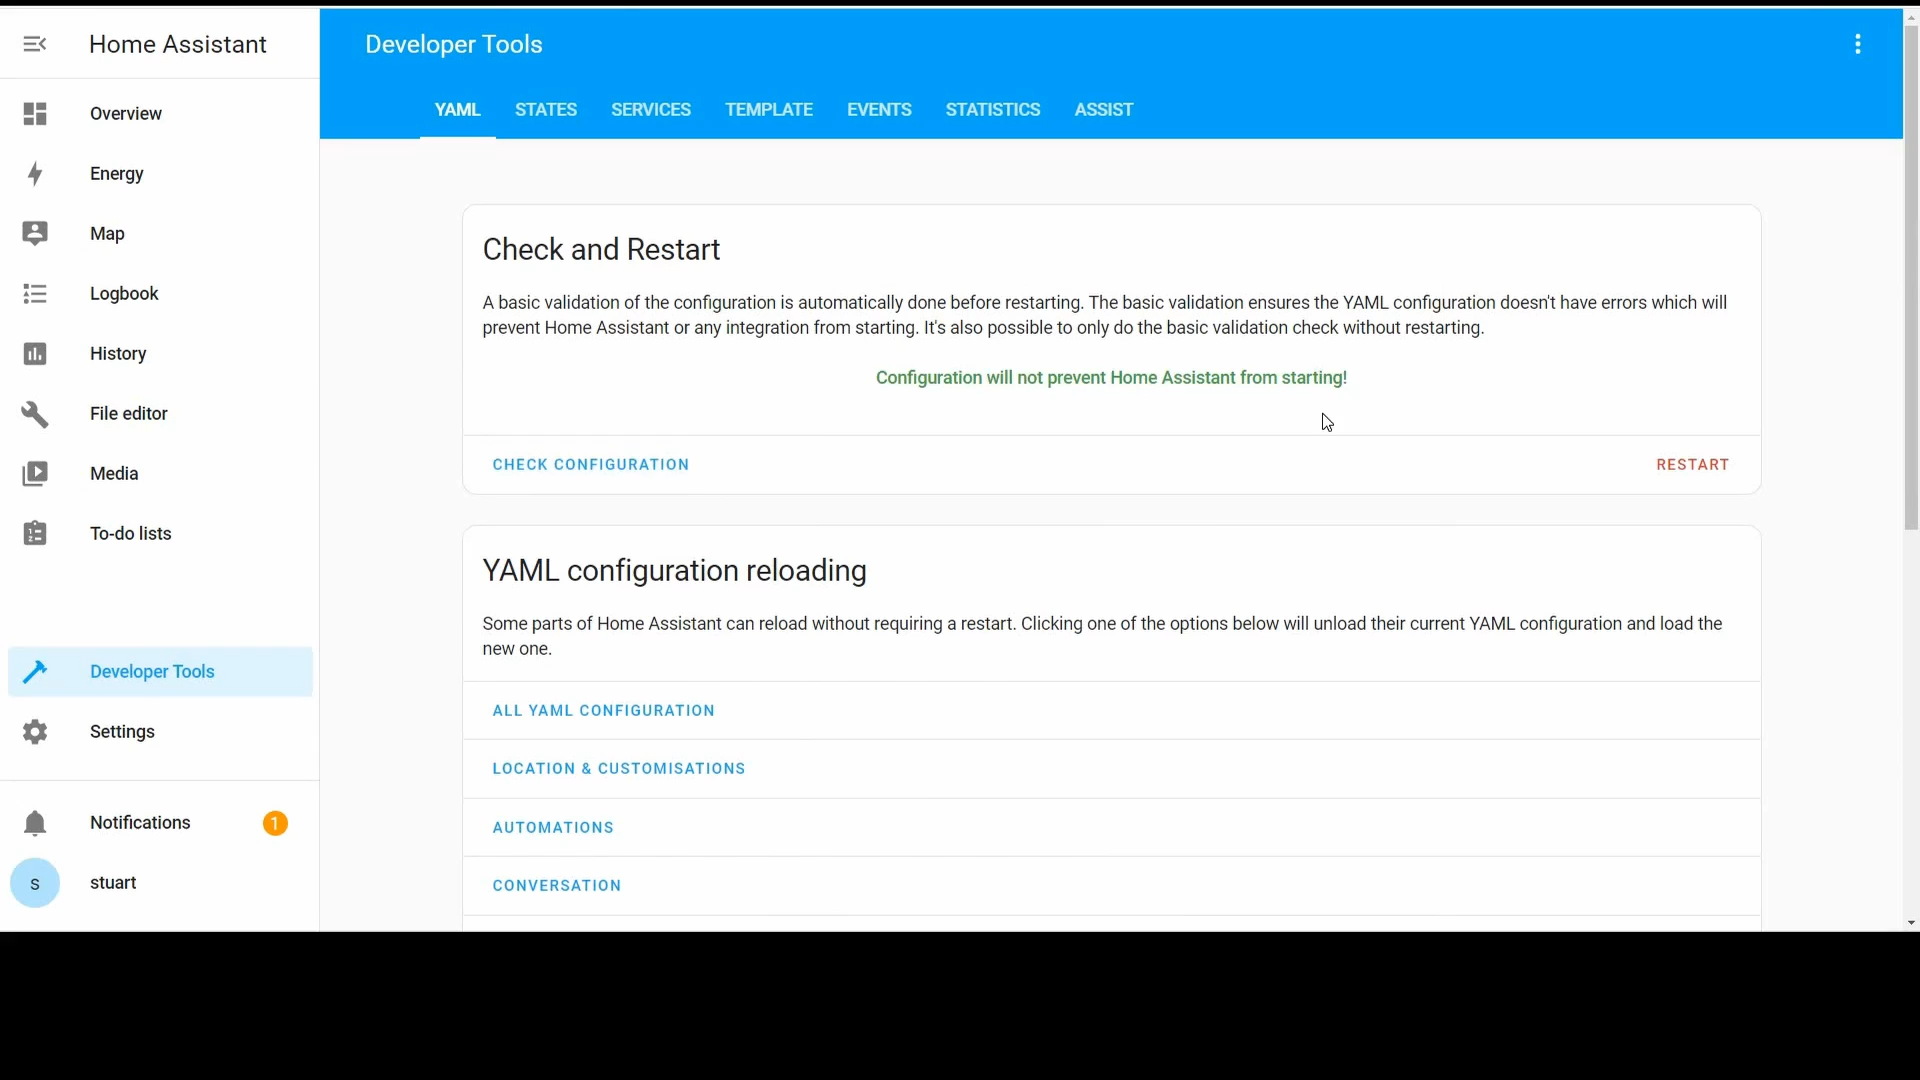 Home Assistant
Developer Tools
YAML STATES SERVICES TEMPLATE EVENTS STATISTICS ASSIST
Overview
Energy
Map
Logbook
History
File editor
Media
To-do lists
Developer Tools
Settings
Notifications 1
s stuart
Check and Restart
A basic validation of the configuration is automatically done before restarting. The basic validation ensures the YAML configuration doesn't have errors which will
prevent Home Assistant or any integration from starting. It's also possible to only do the basic validation check without restarting.
Configuration will not prevent Home Assistant from starting!
CHECK CONFIGURATION RESTART
YAML configuration reloading
Some parts of Home Assistant can reload without requiring a restart. Clicking one of the options below will unload their current YAML configuration and load the
new one.
ALL YAML CONFIGURATION
LOCATION & CUSTOMISATIONS
AUTOMATIONS
CONVERSATION